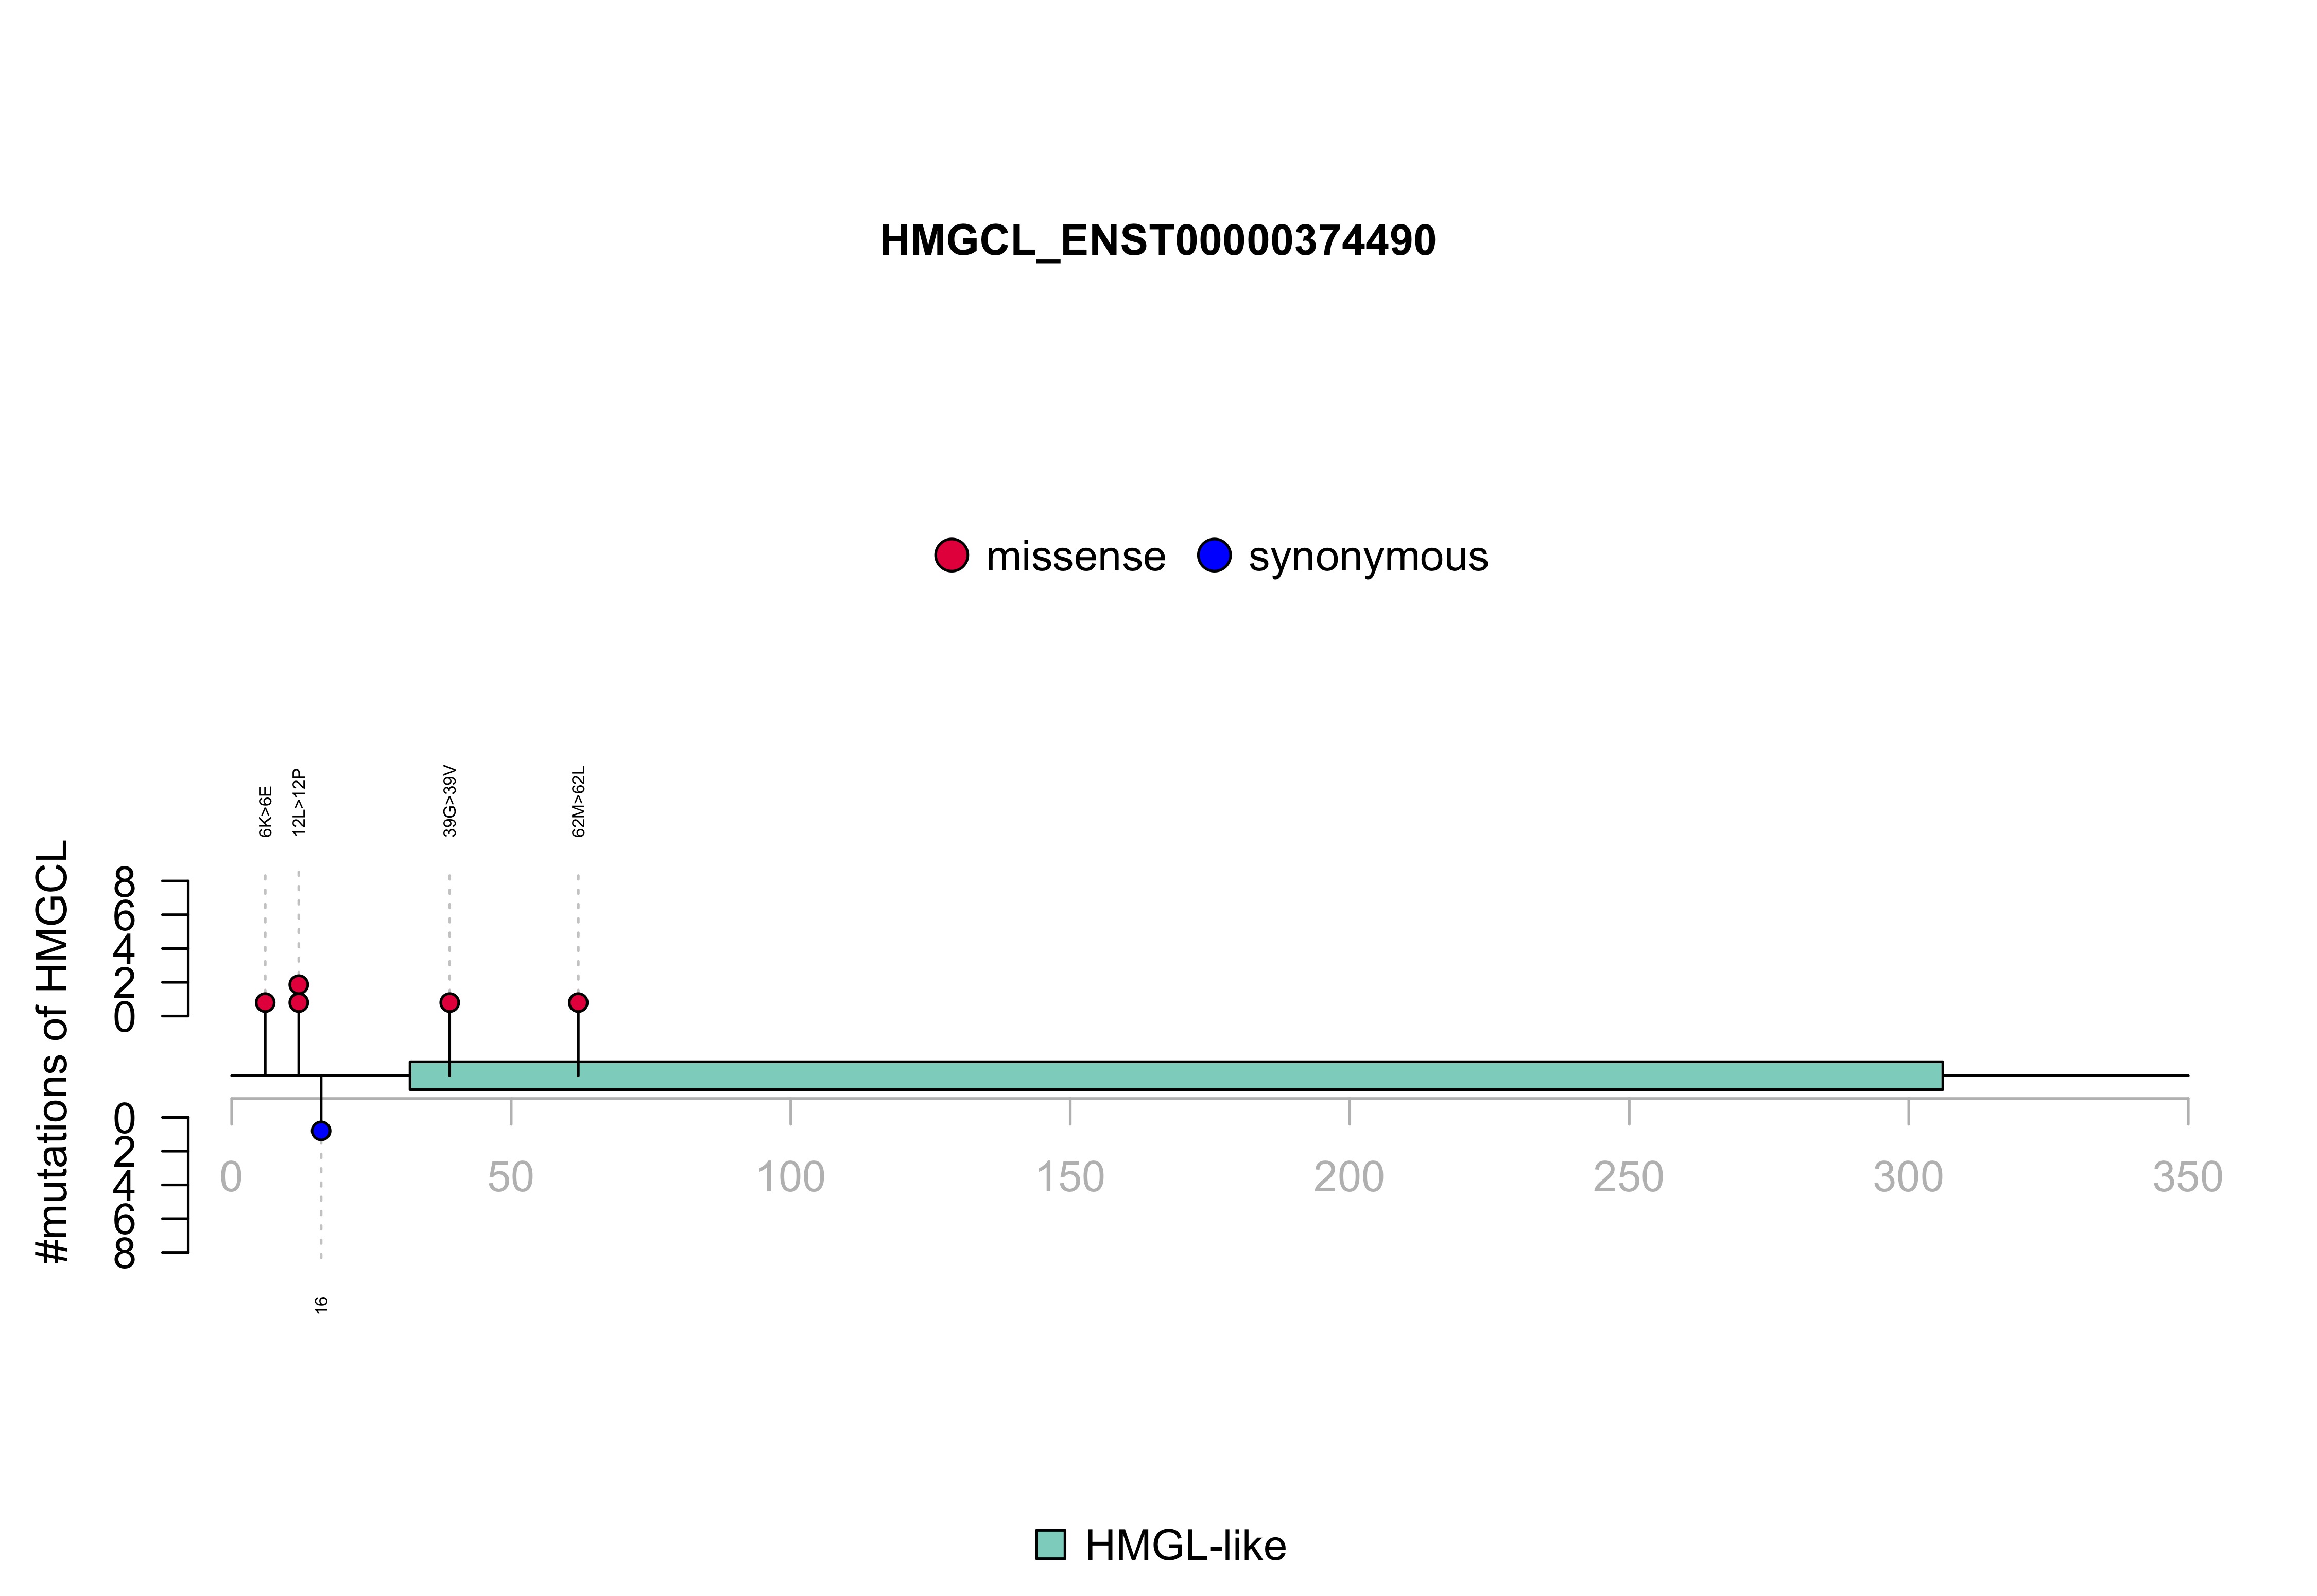 HMGCL_ENST00000374490
missense synonymous
6K>6E
12L>12P
39G>39V
62M>62L
#mutations of HMGCL
8
6
4
2
0
0
2
4
6
8
0 50 100 150 200 250 300 350
16
HMGL-like